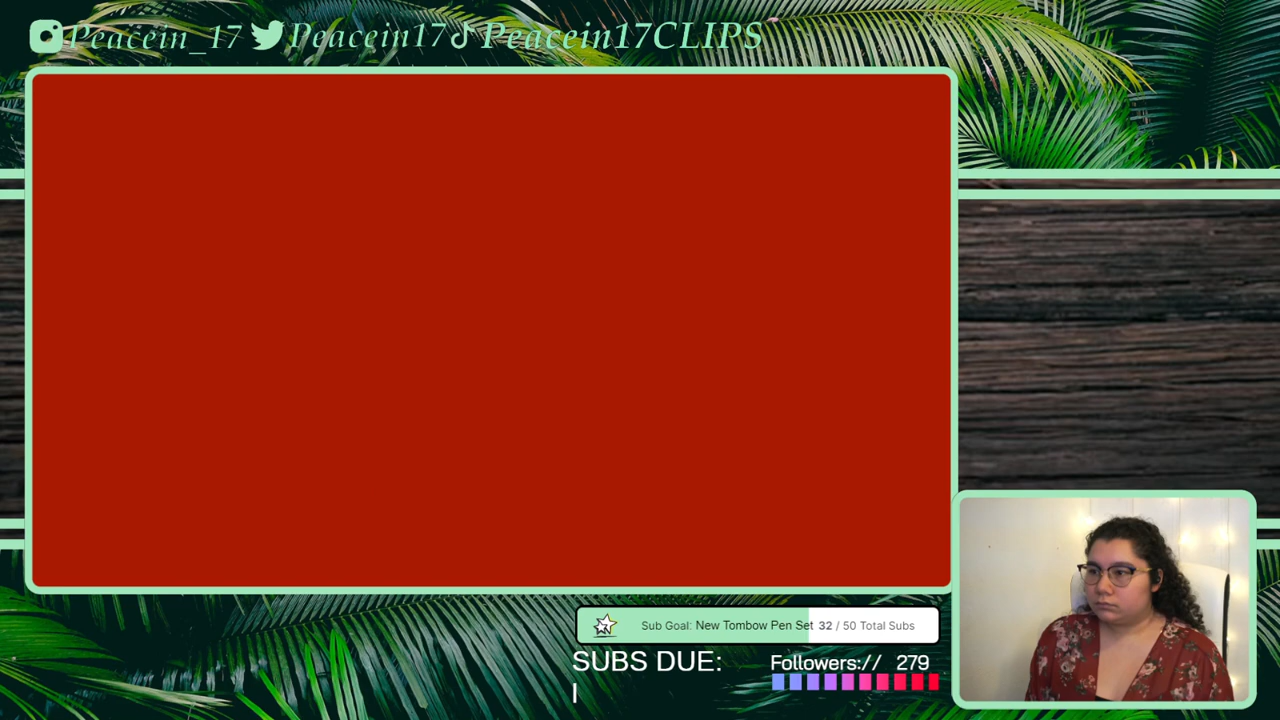 Peacein_17 Peacein17 Peacein17CLIPS
Sub Goal: New Tombow Pen Set 32 / 50 Total Subs
SUBS DUE:
Followers:// 279